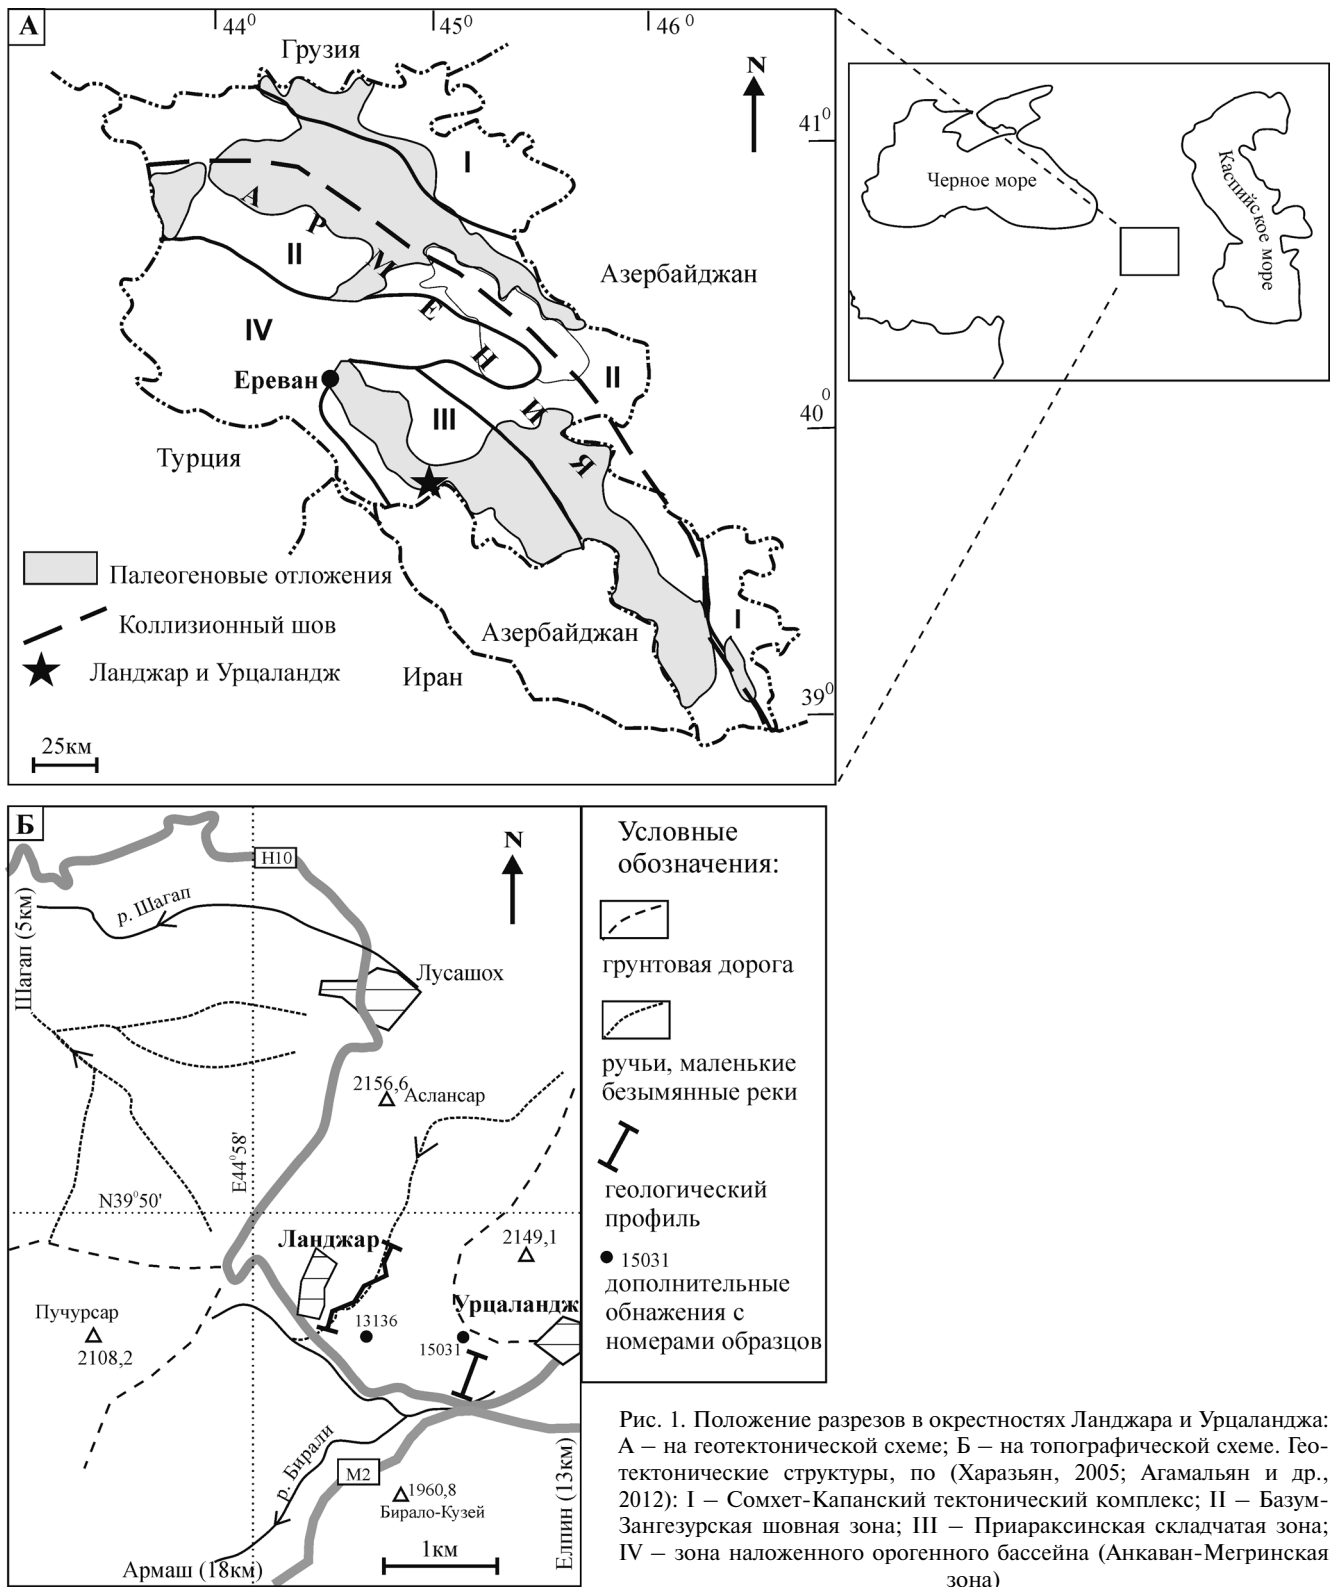 А
44⁰
45⁰
46⁰
Грузия
N
41⁰
I
Черное море
Каспийское море
АРМЕНИЯ
II
Азербайджан
IV
Ереван
II
III
40⁰
Турция
Палеогеновые отложения
Коллизионный шов
Азербайджан
I
Ланджар и Урцаландж
Иран
39⁰
25км
Б
N
Н10
Шагап (5км)
р. Шагап
Лусашох
2156,6
Аслансар
E44⁰58'
N39⁰50'
Ланджар
2149,1
Урцаландж
Пучурсар
2108,2
13136
15031
р. Бирали
М2
1960,8
Бирало-Кузей
Елпин (13км)
Армаш (18км)
1км
Условные
обозначения:
грунтовая дорога
ручьи, маленькие
безымянные реки
геологический
профиль
15031
дополнительные
обнажения с
номерами образцов
Рис. 1. Положение разрезов в окрестностях Ланджара и Урцаланджа:
А – на геотектонической схеме; Б – на топографической схеме. Гео-
тектонические структуры, по (Харазьян, 2005; Агамальян и др.,
2012): I – Сомхет-Капанский тектонический комплекс; II – Базум-
Зангезурская шовная зона; III – Приараксинская складчатая зона;
IV – зона наложенного орогенного бассейна (Анкаван-Мегринская
зона)